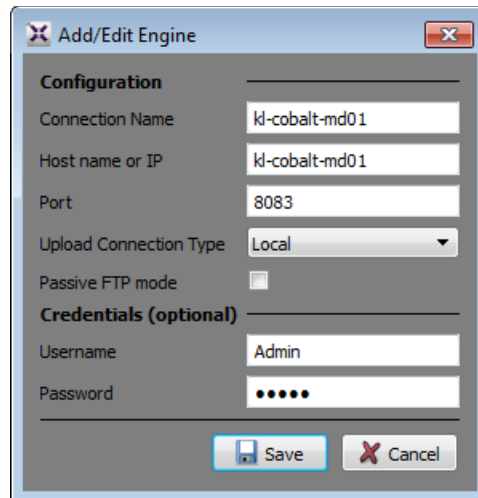 Add/Edit Engine
Configuration
Connection Name kl-cobalt-md01
Host name or IP kl-cobalt-md01
Port 8083
Upload Connection Type Local
Passive FTP mode
Credentials (optional)
Username Admin
Password •••••
Save Cancel